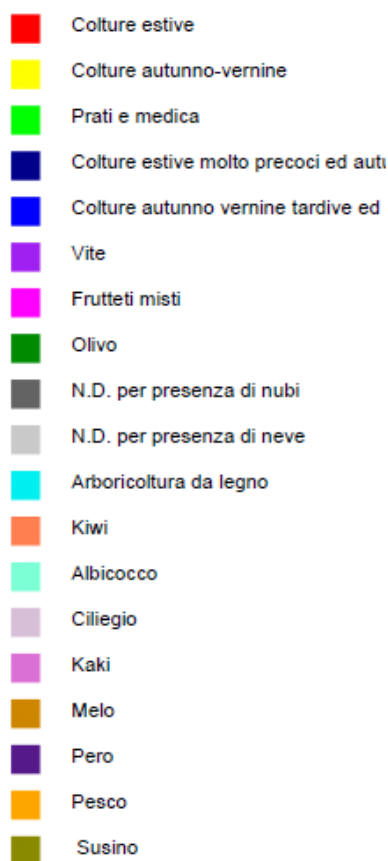 Colture estive
Colture autunno-vernine
Prati e medica
Colture estive molto precoci ed
Colture autunno vernine tardive ed
Vite
Frutteti misti
Olivo
N.D. per presenza di nubi
N.D. per presenza di neve
Arboricoltura da legno
Kiwi
Albicocco
Ciliegio
Kaki
Melo
Pero
Pesco
Susino